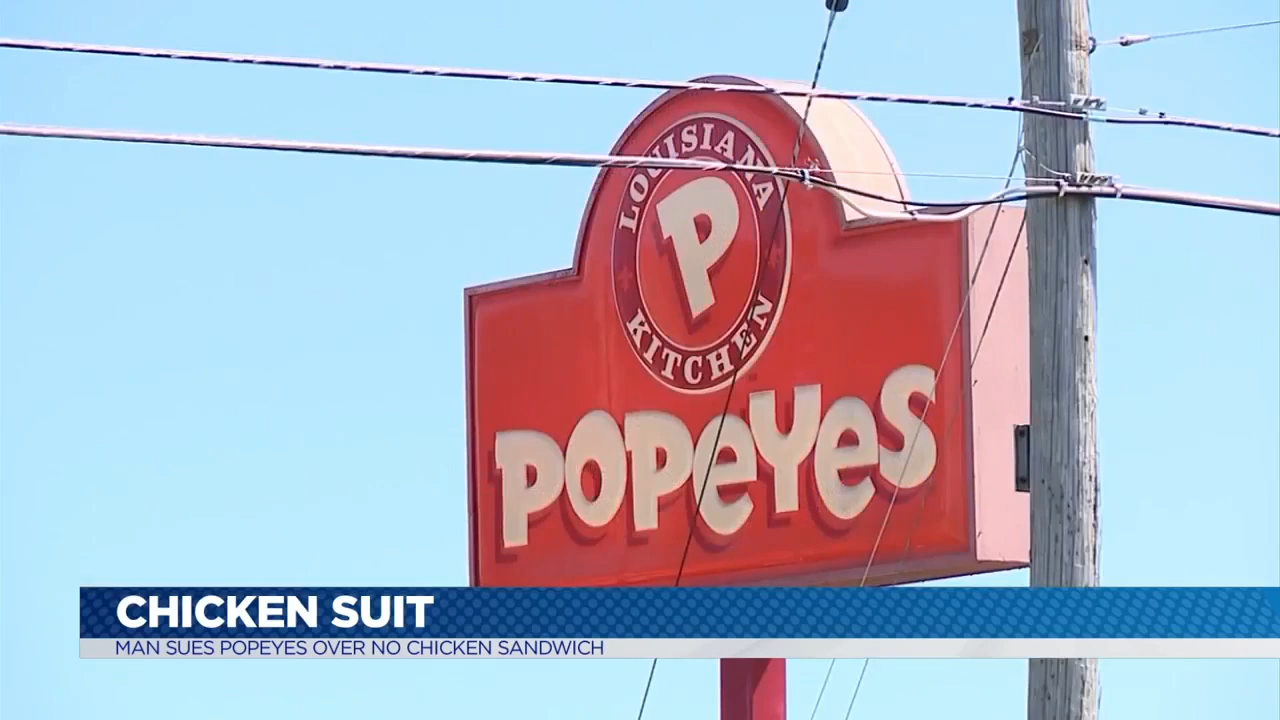 LOUISIANA
P
KITCHEN
POPEYES
CHICKEN SUIT
MAN SUES POPEYES OVER NO CHICKEN SANDWICH